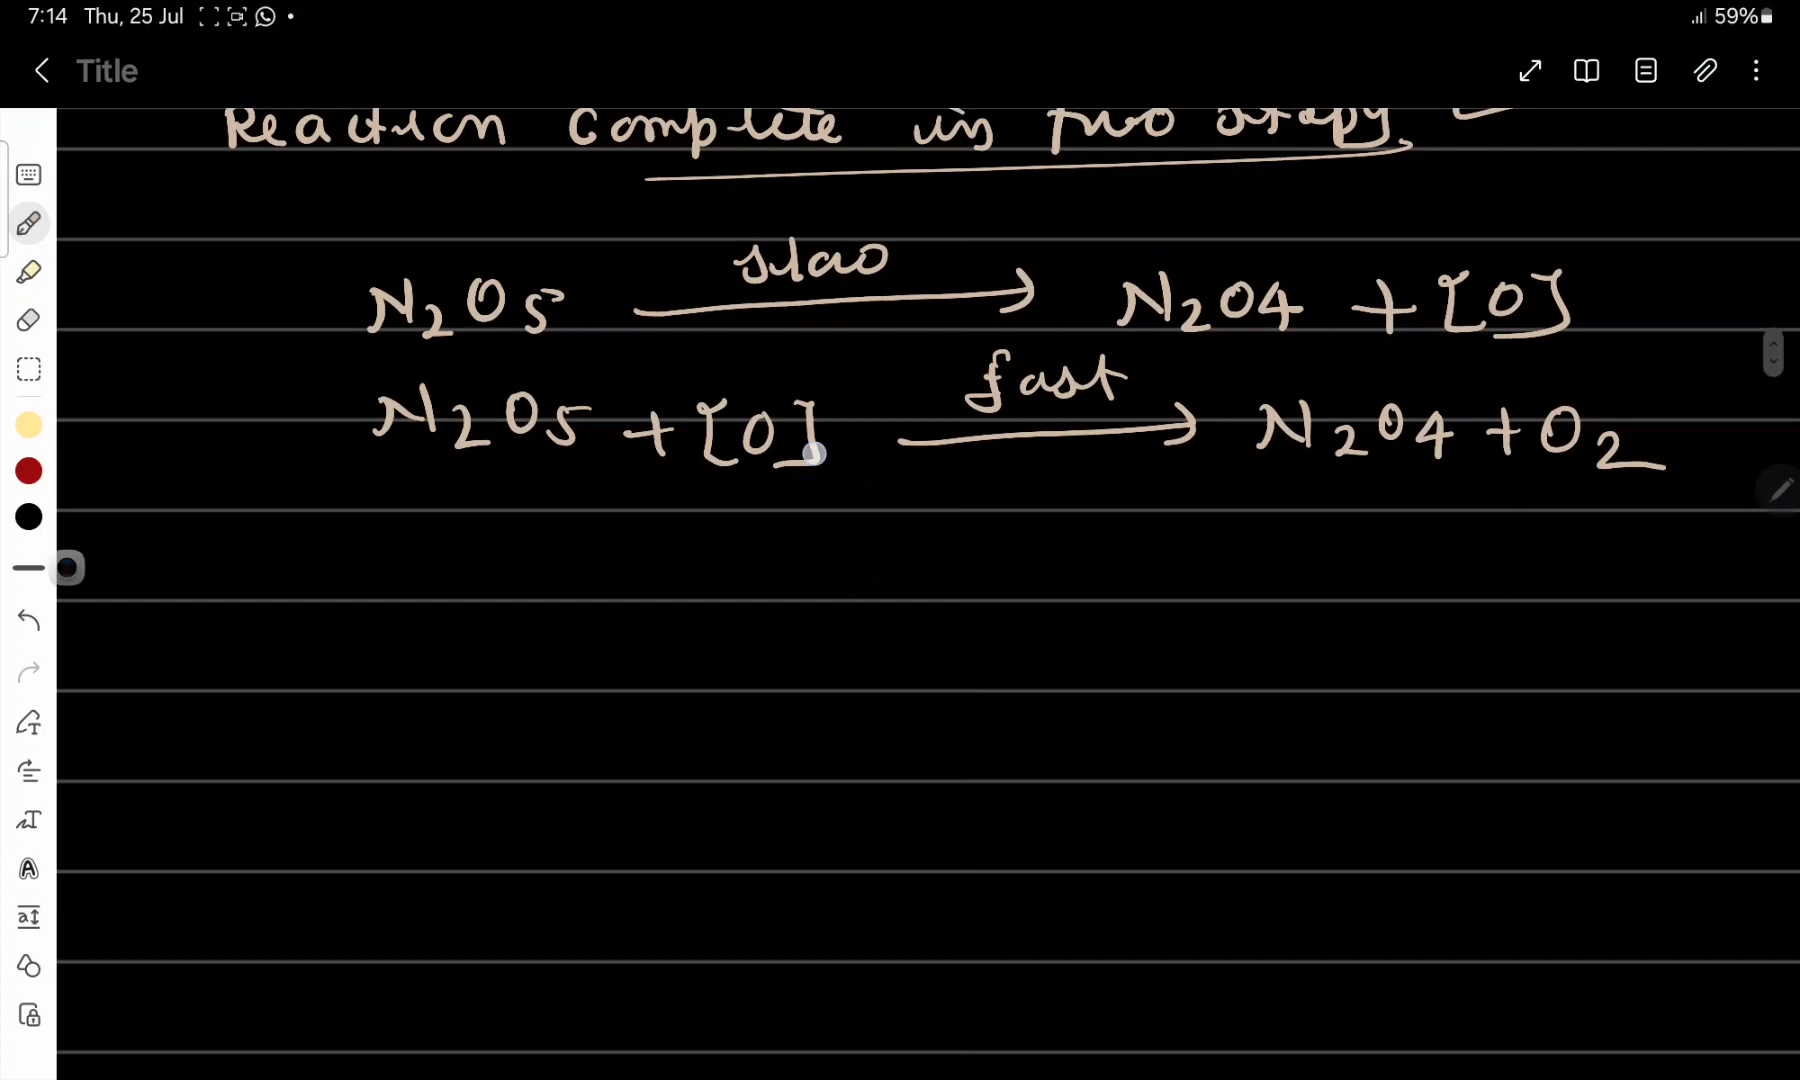 7:14 Thu, 25 Jul 59%
Title
Reaction Complete in two steps.
N2O5 slow N2O4 + [O]
N2O5 + [O] fast N2O4 + O2